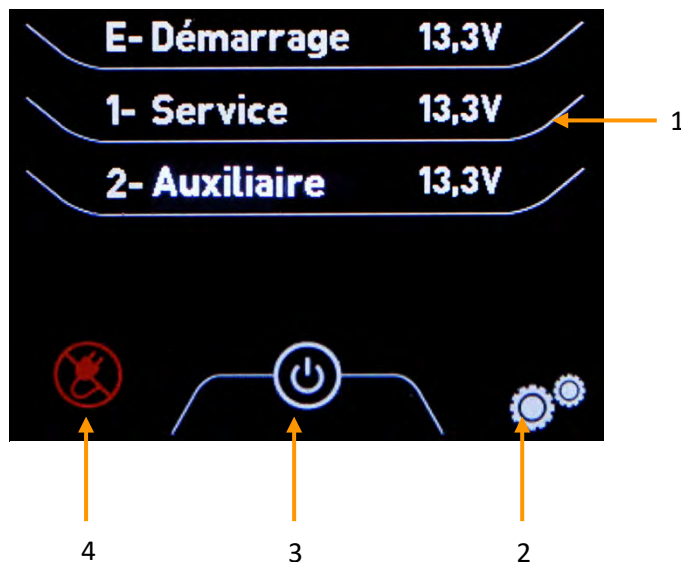 E- Démarrage 13,3V
1- Service 13,3V
1
2- Auxiliaire 13,3V
4 3 2